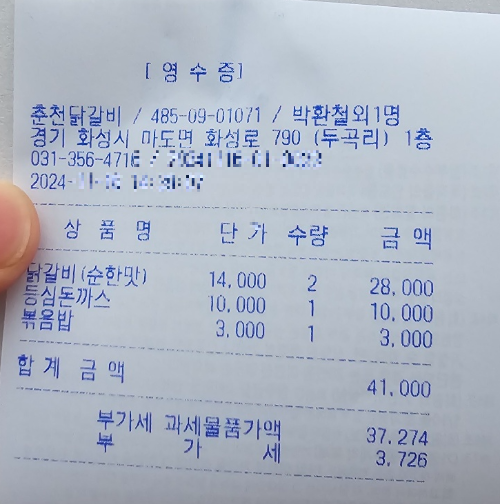 [ 영 수 증]
춘천닭갈비 / 485-09-01071 / 박환철외1명
경기 화성시 마도면 화성로 790 (두곡리) 1층
031-356-4716 /
2024-
상 품 명 단 가 수량 금 액
닭갈비(순한맛) 14,000 2 28,000
등심돈까스 10,000 1 10,000
볶음밥 3,000 1 3,000
합 계 금 액 41,000
부가세 과세물품가액 37,274
부 가 세 3,726